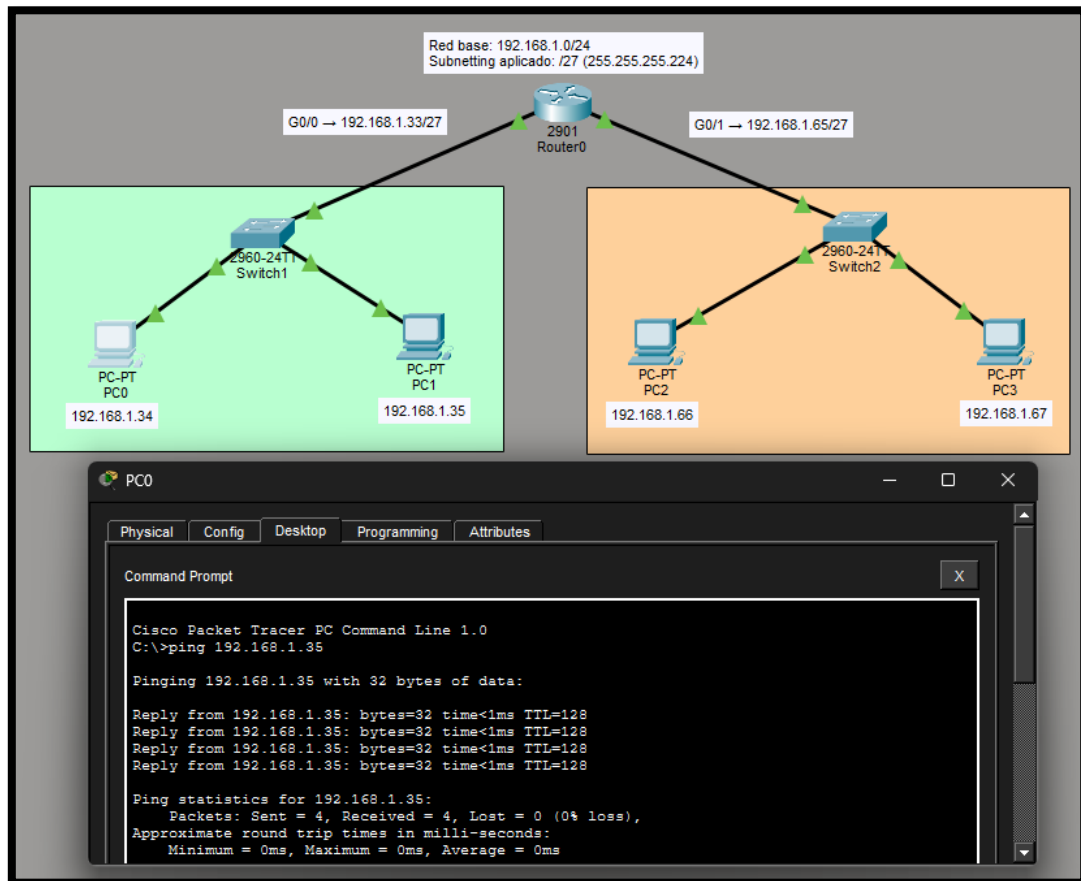 Red base: 192.168.1.0/24
Subnetting aplicado: /27 (255.255.255.224)
G0/0 → 192.168.1.33/27
2901
Router0
G0/1 → 192.168.1.65/27
2960-24TT
Switch1
2960-24TT
Switch2
PC-PT
PC0
192.168.1.34
PC-PT
PC1
192.168.1.35
PC-PT
PC2
192.168.1.66
PC-PT
PC3
192.168.1.67
PC0
Physical Config Desktop Programming Attributes
Command Prompt
X
Cisco Packet Tracer PC Command Line 1.0
C:\>ping 192.168.1.35
Pinging 192.168.1.35 with 32 bytes of data:
Reply from 192.168.1.35: bytes=32 time<1ms TTL=128
Reply from 192.168.1.35: bytes=32 time<1ms TTL=128
Reply from 192.168.1.35: bytes=32 time<1ms TTL=128
Reply from 192.168.1.35: bytes=32 time<1ms TTL=128
Ping statistics for 192.168.1.35:
Packets: Sent = 4, Received = 4, Lost = 0 (0% loss),
Approximate round trip times in milli-seconds:
Minimum = 0ms, Maximum = 0ms, Average = 0ms